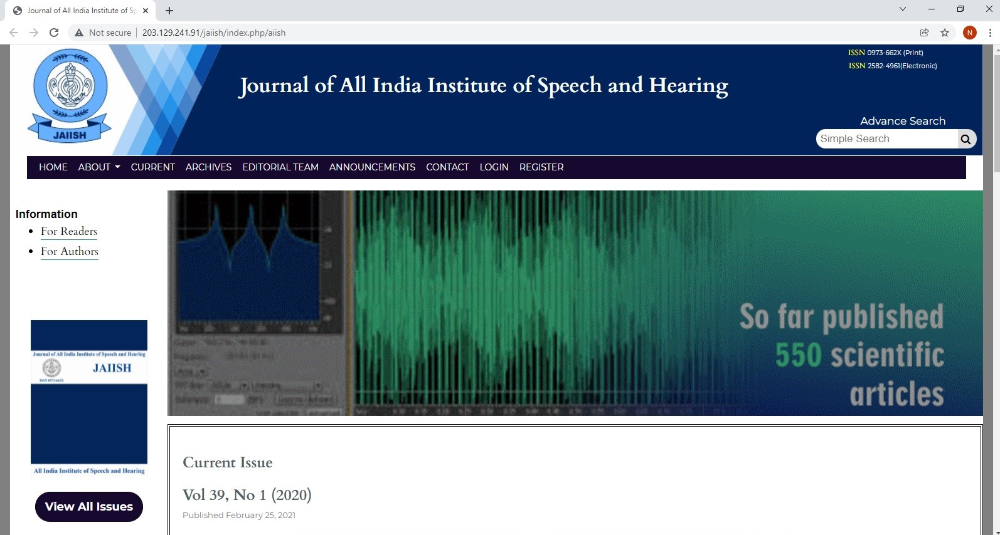 Journal of All India Institute of Sp
Not secure
203.129.241.91/jaiish/index.php/aiish
N
JAIISH
Journal of All India Institute of Speech and Hearing
ISSN 0973-662X (Print)
ISSN 2582-4961(Electronic)
Advance Search
Simple Search
HOME ABOUT CURRENT ARCHIVES EDITORIAL TEAM ANNOUNCEMENTS CONTACT LOGIN REGISTER
Information
For Readers
For Authors
Journal of All India Institute of Speech and Hearing
JAIISH
ISSN 0973-662X
All India Institute of Speech and Hearing
View All Issues
So far published
550 scientific
articles
Current Issue
Vol 39, No 1 (2020)
Published February 25, 2021